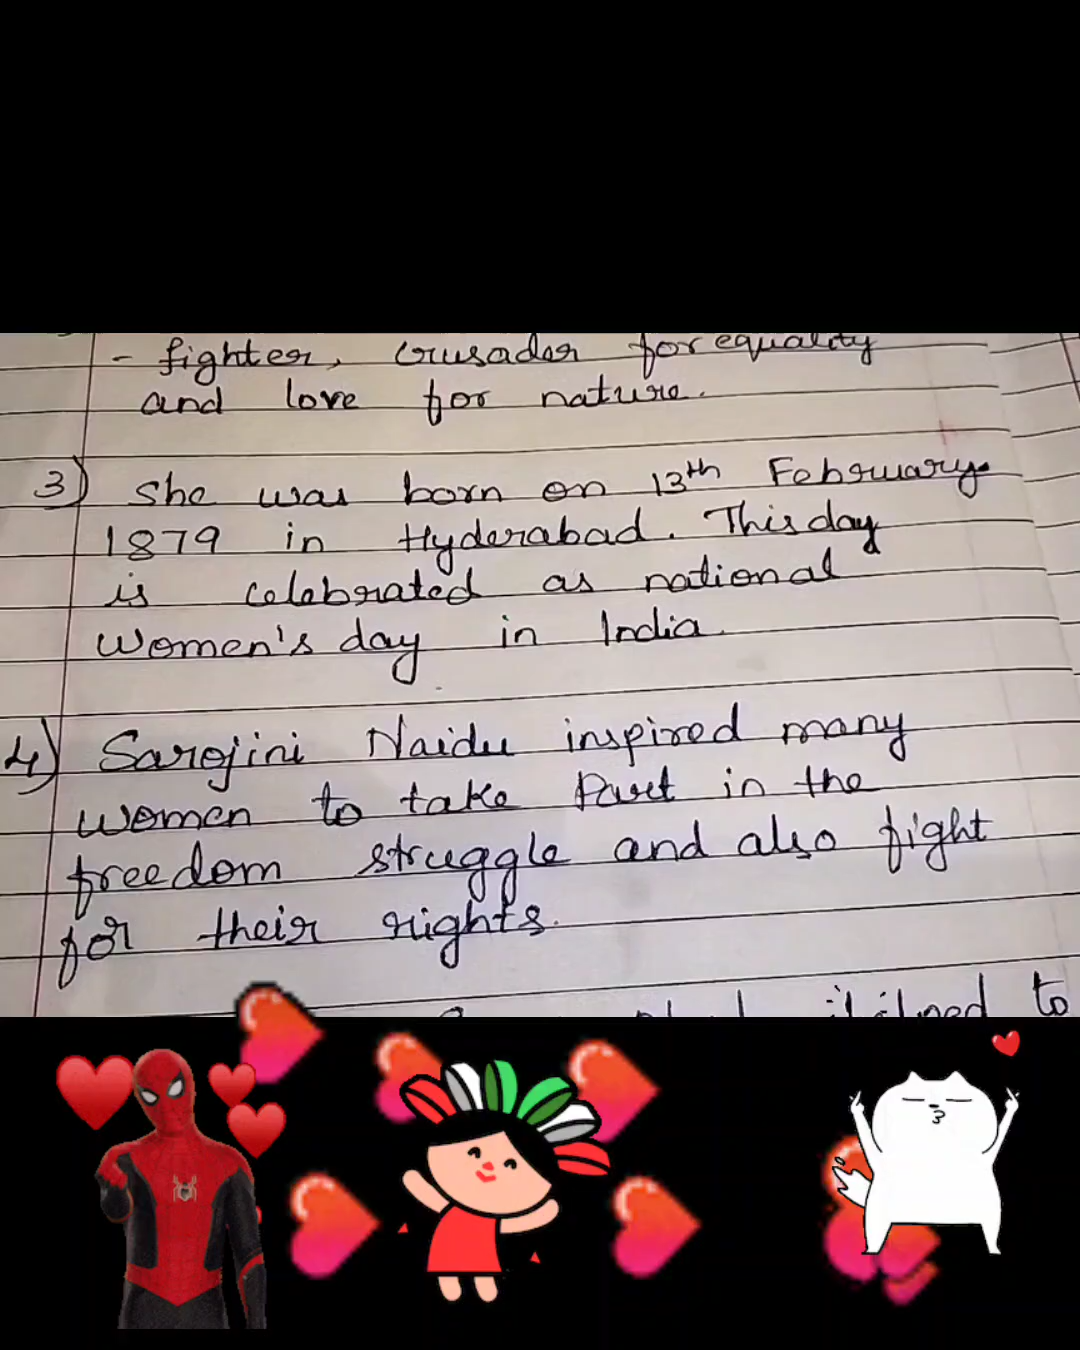 - fighter, crusader for equality
and love for nature.
3) She was born on 13th February
1879 in Hyderabad. This day
is celebrated as national
women's day in India.
4) Sarojini Naidu inspired many
women to take Part in the
freedom struggle and also fight
for their rights.
to